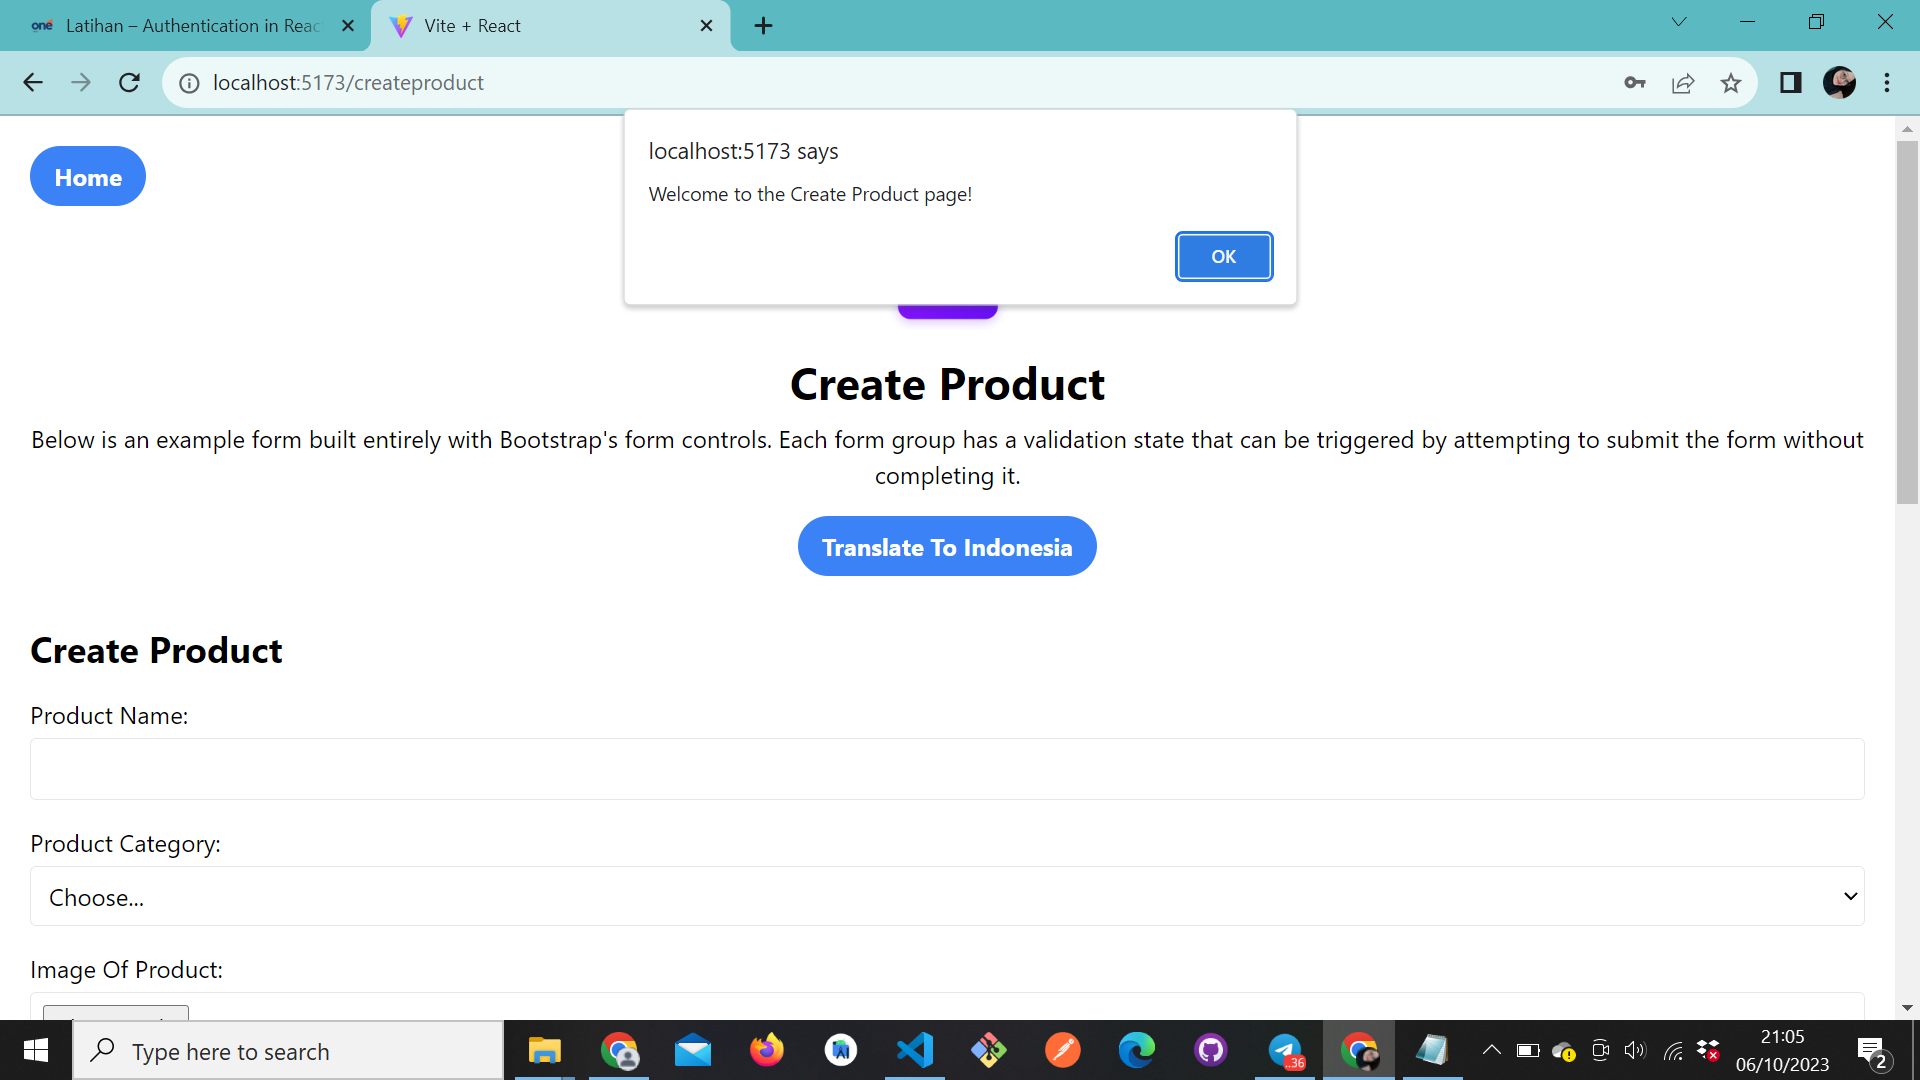 one Latihan – Authentication in Reac
Vite + React
localhost:5173/createproduct
Home
localhost:5173 says
Welcome to the Create Product page!
OK
Create Product
Below is an example form built entirely with Bootstrap's form controls. Each form group has a validation state that can be triggered by attempting to submit the form without
completing it.
Translate To Indonesia
Create Product
Product Name:
Product Category:
Choose...
Image Of Product:
Type here to search
..36
21:05
06/10/2023
2